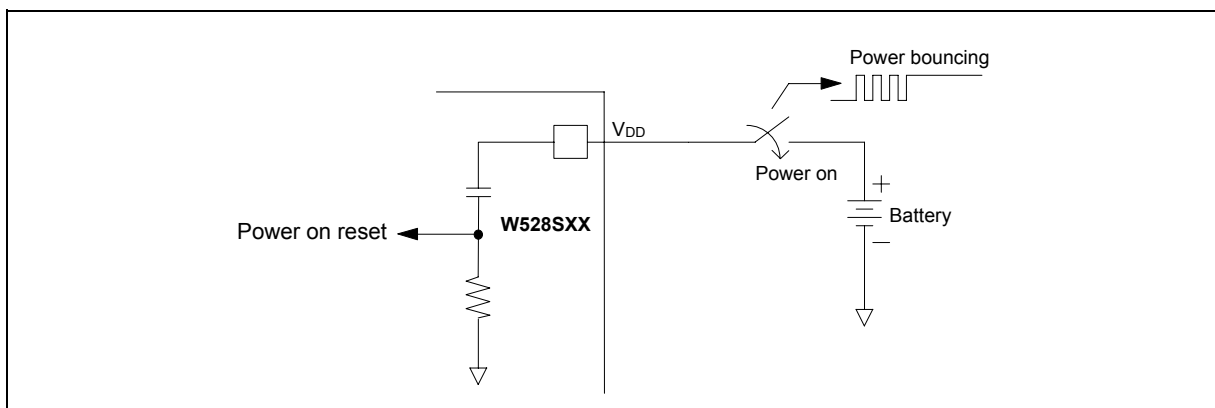 Power bouncing
VDD
Power on
+
Battery
−
W528SXX
Power on reset